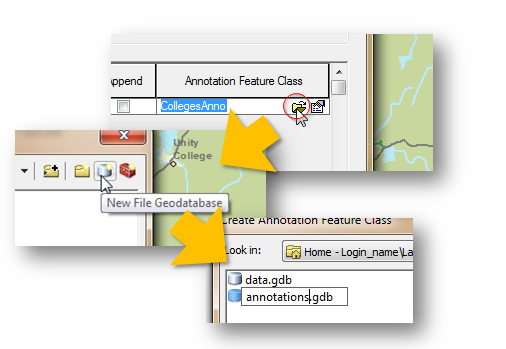 Append
Annotation Feature Class
CollegesAnno
Unity
College
New File Geodatabase
Create Annotation Feature Class
Look in:
Home - Login_name\La
data.gdb
annotations.gdb